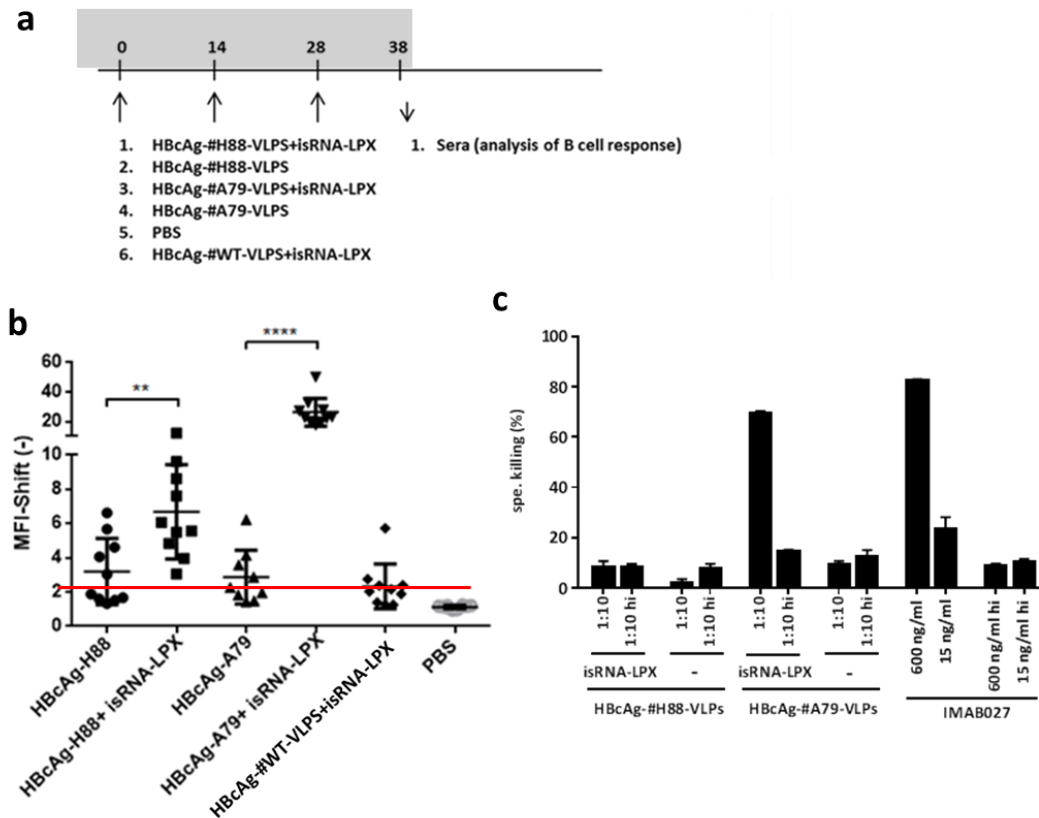 a
0 14 28 38
1. HBcAg-#H88-VLPS+isRNA-LPX 1. Sera (analysis of B cell response)
2. HBcAg-#H88-VLPS
3. HBcAg-#A79-VLPS+isRNA-LPX
4. HBcAg-#A79-VLPS
5. PBS
6. HBcAg-#WT-VLPS+isRNA-LPX
b
MFI-Shift (-)
60
40
20
10
8
6
4
2
0
**
****
HBcAg-H88
HBcAg-H88+ isRNA-LPX
HBcAg-A79
HBcAg-A79+ isRNA-LPX
HBcAg-#WT-VLPS+isRNA-LPX
PBS
c
spe. killing (%)
100
80
60
40
20
0
1:10
1:10 hi
1:10
1:10 hi
1:10
1:10 hi
1:10
1:10 hi
600 ng/ml
15 ng/ml
600 ng/ml hi
15 ng/ml hi
isRNA-LPX - isRNA-LPX -
HBcAg-#H88-VLPs HBcAg-#A79-VLPs IMAB027